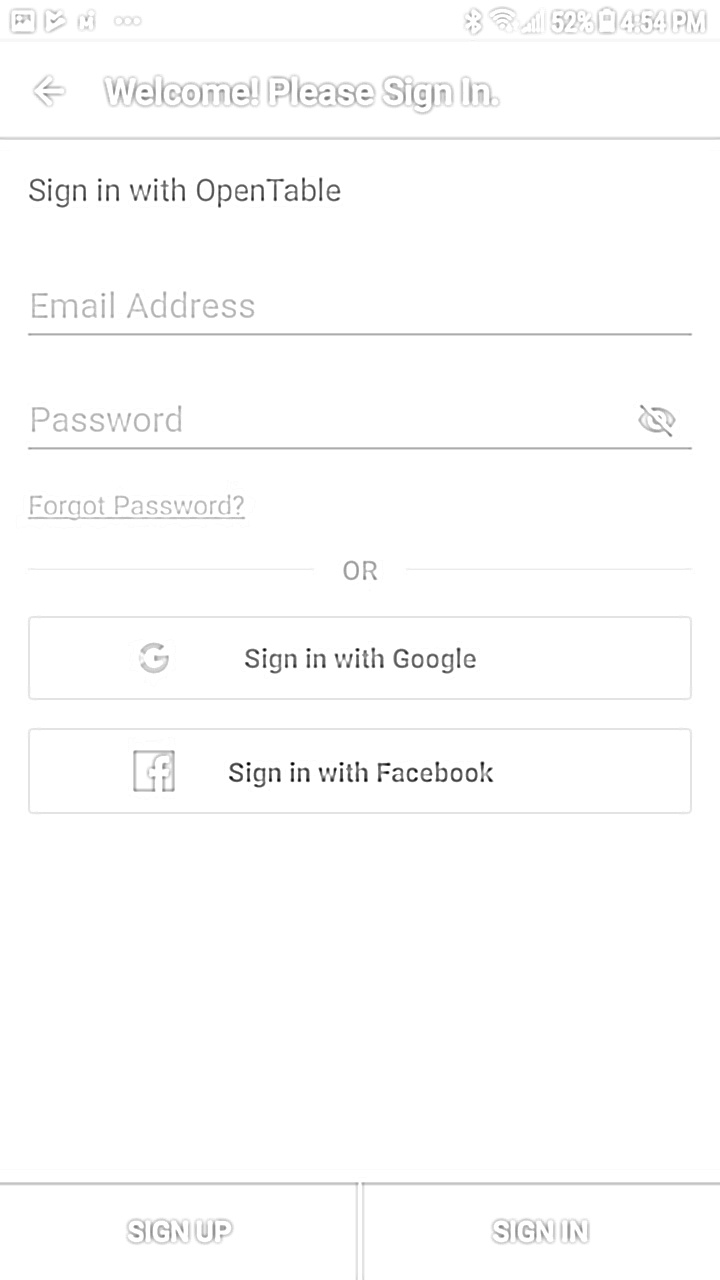 52% 4:54 PM
Welcome! Please Sign In.
Sign in with OpenTable
Email Address
Password
Forgot Password?
OR
Sign in with Google
Sign in with Facebook
SIGN UP
SIGN IN